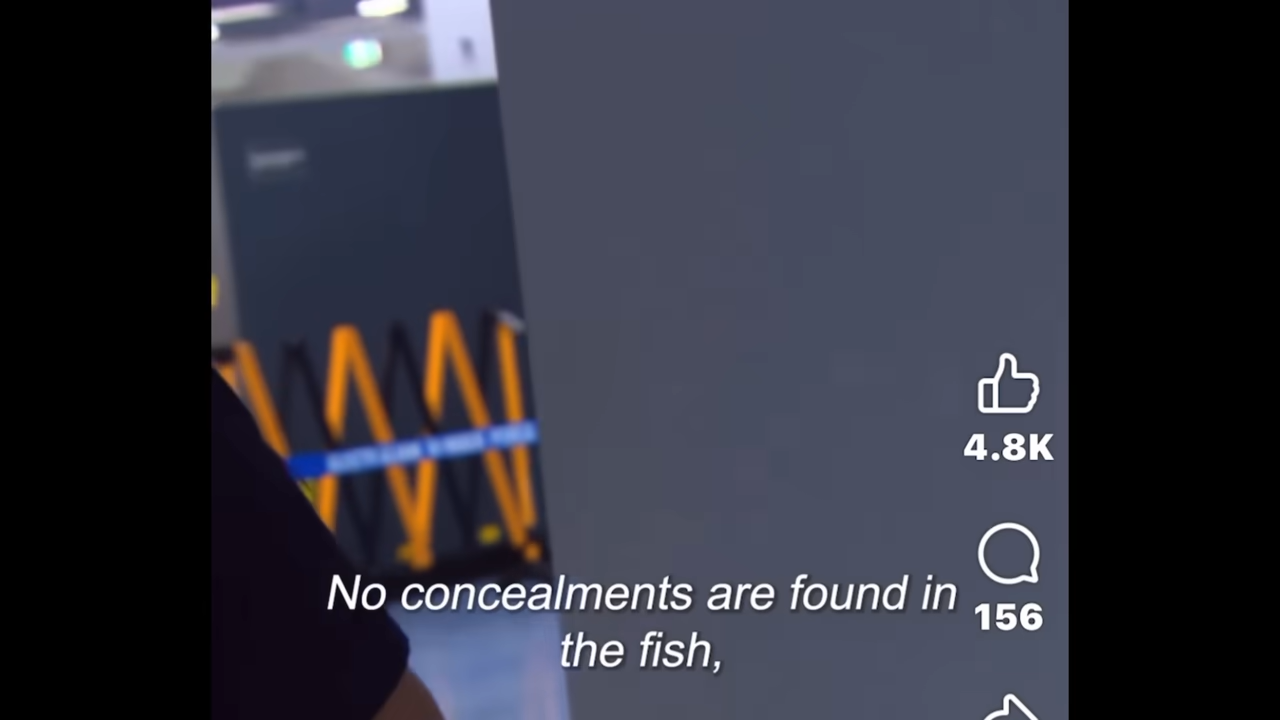 4.8K
No concealments are found in
156
the fish,